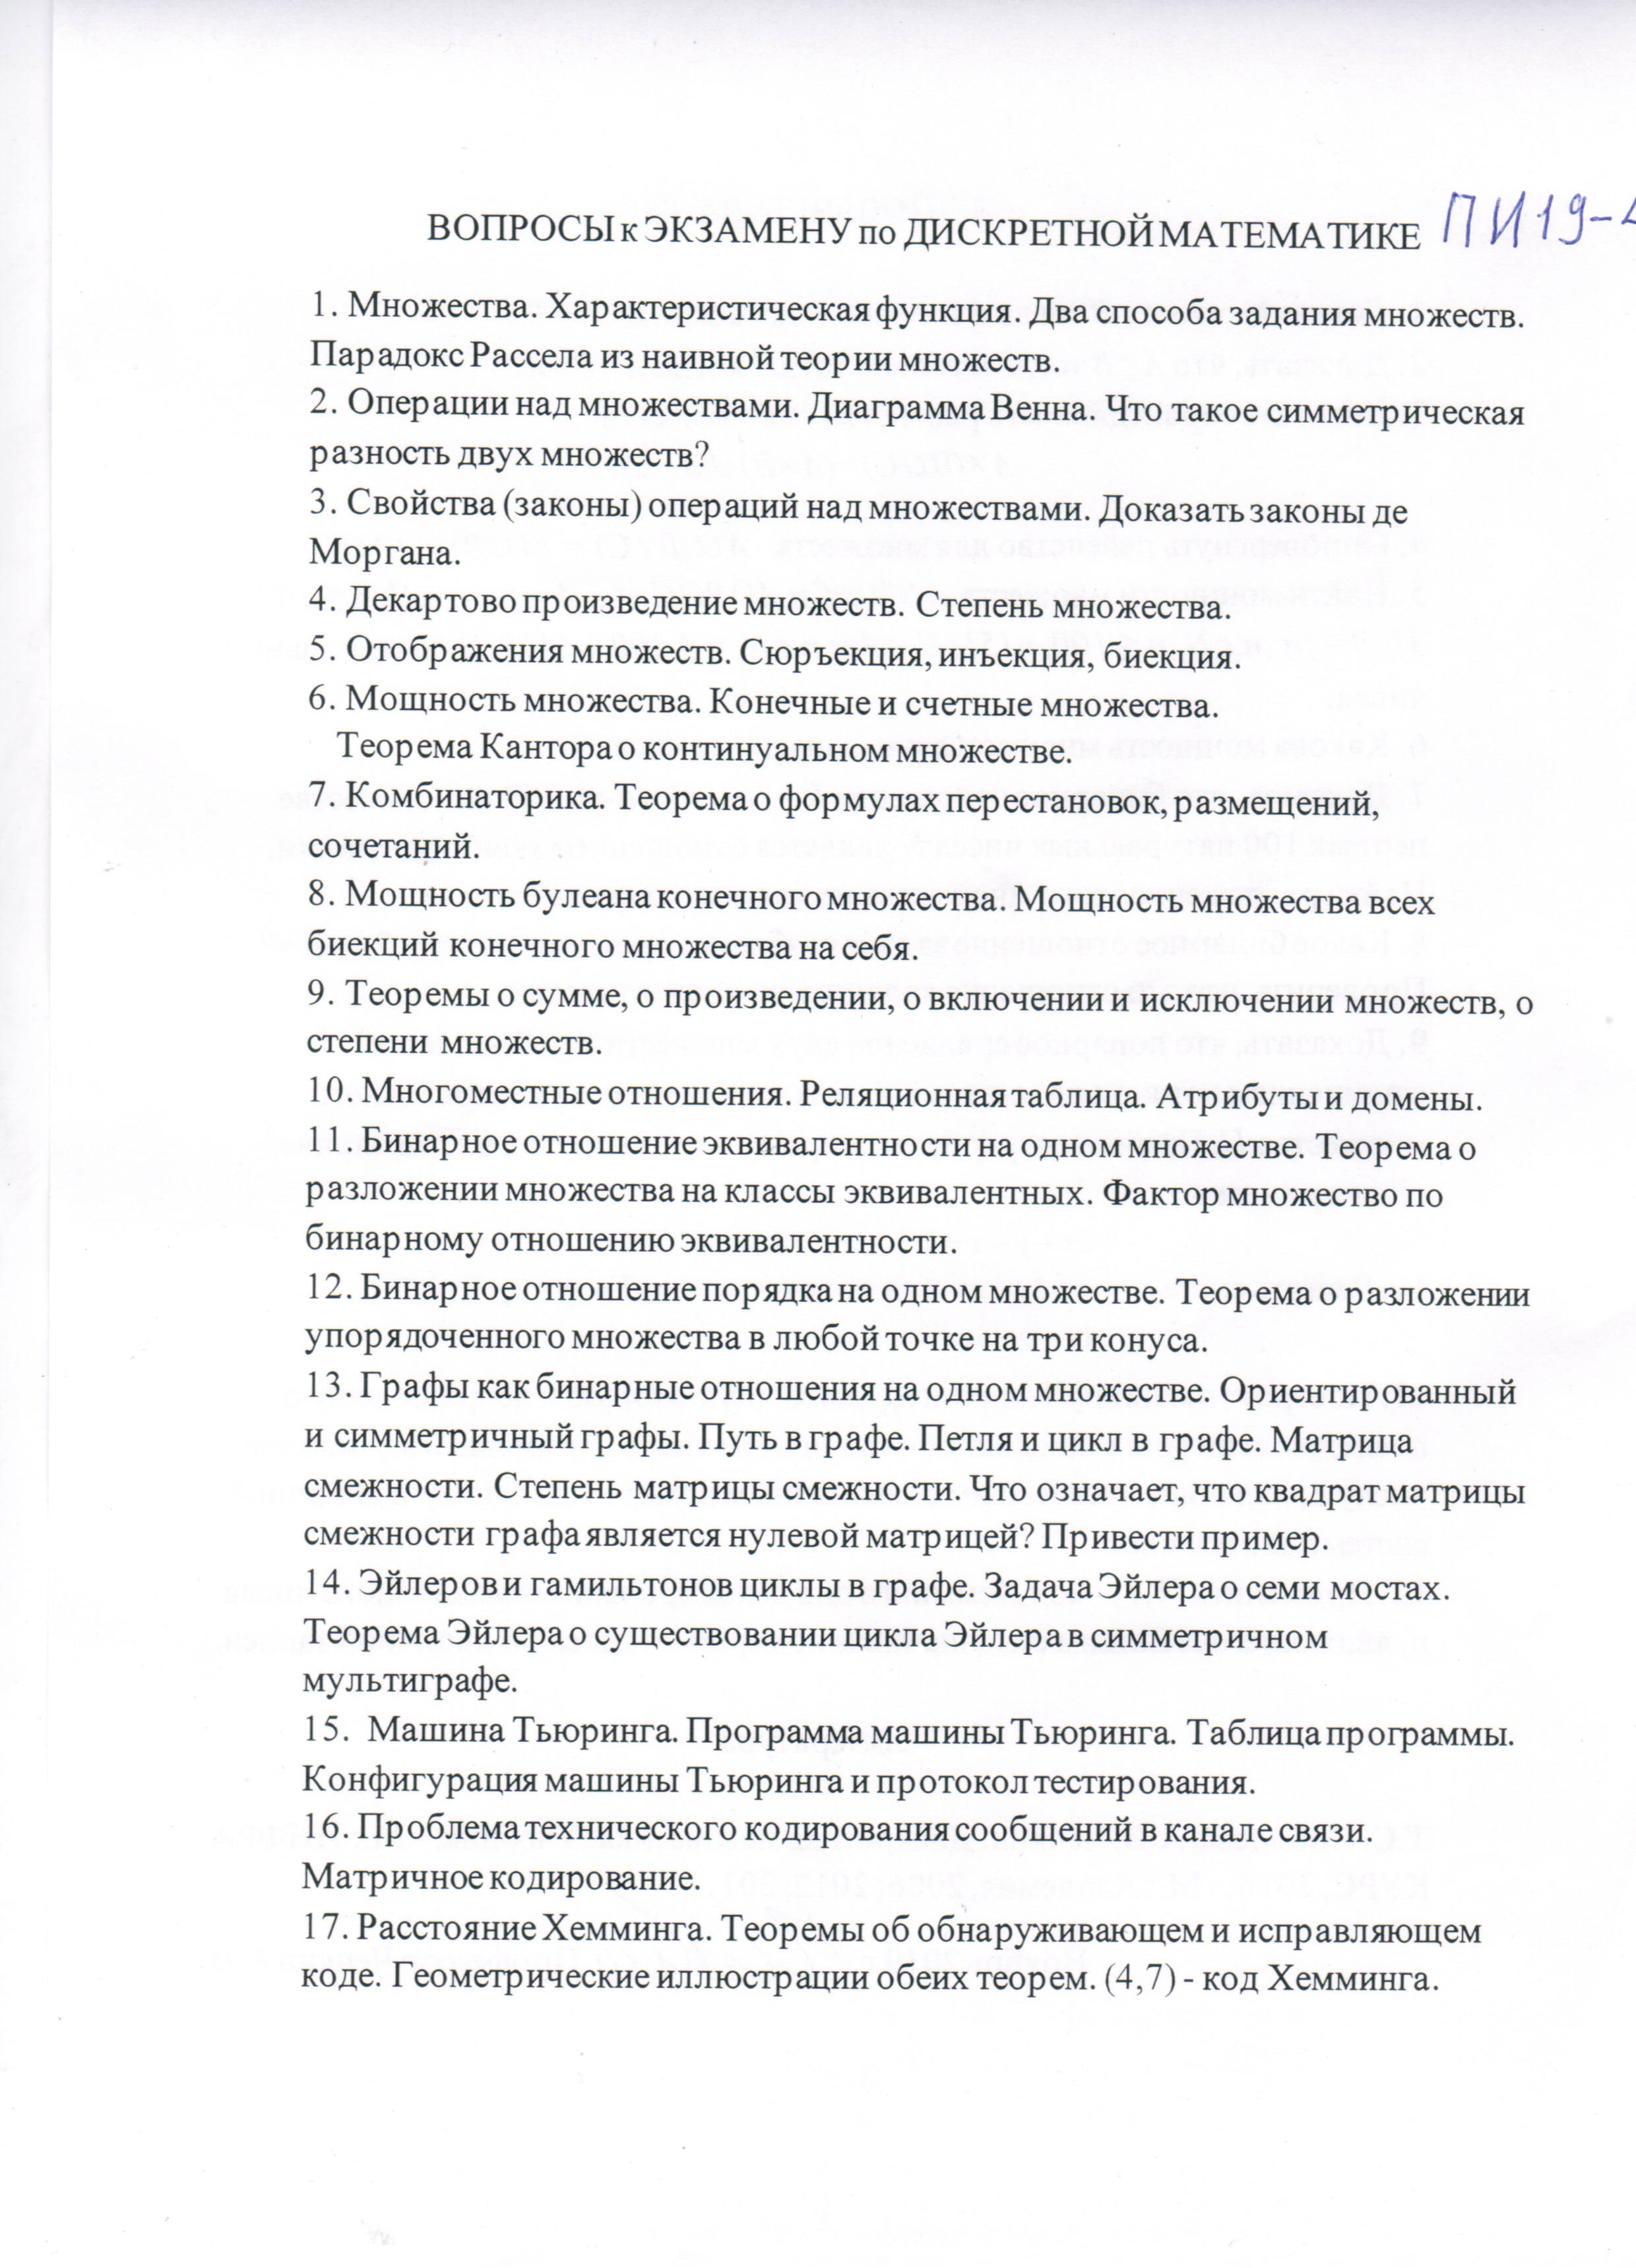 ВОПРОСЫ к ЭКЗАМЕНУ по ДИСКРЕТНОЙ МАТЕМАТИКЕ ПИ19-
1. Множества. Характеристическая функция. Два способа задания множеств.
Парадокс Рассела из наивной теории множеств.
2. Операции над множествами. Диаграмма Венна. Что такое симметрическая
разность двух множеств?
3. Свойства (законы) операций над множествами. Доказать законы де
Моргана.
4. Декартово произведение множеств. Степень множества.
5. Отображения множеств. Сюръекция, инъекция, биекция.
6. Мощность множества. Конечные и счетные множества.
Теорема Кантора о континуальном множестве.
7. Комбинаторика. Теорема о формулах перестановок, размещений,
сочетаний.
8. Мощность булеана конечного множества. Мощность множества всех
биекций конечного множества на себя.
9. Теоремы о сумме, о произведении, о включении и исключении множеств, о
степени множеств.
10. Многоместные отношения. Реляционная таблица. Атрибуты и домены.
11. Бинарное отношение эквивалентности на одном множестве. Теорема о
разложении множества на классы эквивалентных. Фактор множество по
бинарному отношению эквивалентности.
12. Бинарное отношение порядка на одном множестве. Теорема о разложении
упорядоченного множества в любой точке на три конуса.
13. Графы как бинарные отношения на одном множестве. Ориентированный
и симметричный графы. Путь в графе. Петля и цикл в графе. Матрица
смежности. Степень матрицы смежности. Что означает, что квадрат матрицы
смежности графа является нулевой матрицей? Привести пример.
14. Эйлеров и гамильтонов циклы в графе. Задача Эйлера о семи мостах.
Теорема Эйлера о существовании цикла Эйлера в симметричном
мультиграфе.
15. Машина Тьюринга. Программа машины Тьюринга. Таблица программы.
Конфигурация машины Тьюринга и протокол тестирования.
16. Проблема технического кодирования сообщений в канале связи.
Матричное кодирование.
17. Расстояние Хемминга. Теоремы об обнаруживающем и исправляющем
коде. Геометрические иллюстрации обеих теорем. (4,7) - код Хемминга.